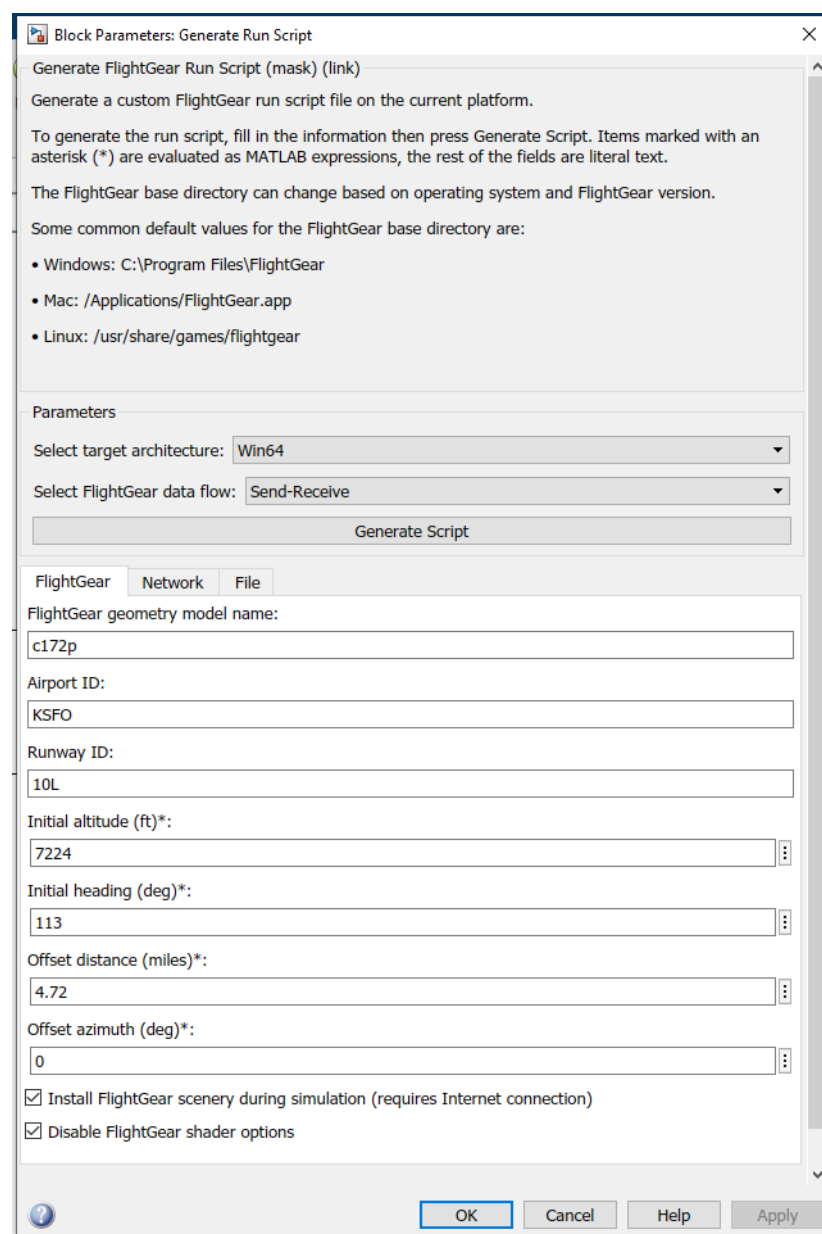 Block Parameters: Generate Run Script
Generate FlightGear Run Script (mask) (link)
Generate a custom FlightGear run script file on the current platform.
To generate the run script, fill in the information then press Generate Script. Items marked with an
asterisk (*) are evaluated as MATLAB expressions, the rest of the fields are literal text.
The FlightGear base directory can change based on operating system and FlightGear version.
Some common default values for the FlightGear base directory are:
• Windows: C:\Program Files\FlightGear
• Mac: /Applications/FlightGear.app
• Linux: /usr/share/games/flightgear
Parameters
Select target architecture: Win64
Select FlightGear data flow: Send-Receive
Generate Script
FlightGear Network File
FlightGear geometry model name:
c172p
Airport ID:
KSFO
Runway ID:
10L
Initial altitude (ft)*:
7224
Initial heading (deg)*:
113
Offset distance (miles)*:
4.72
Offset azimuth (deg)*:
0
Install FlightGear scenery during simulation (requires Internet connection)
Disable FlightGear shader options
OK Cancel Help Apply